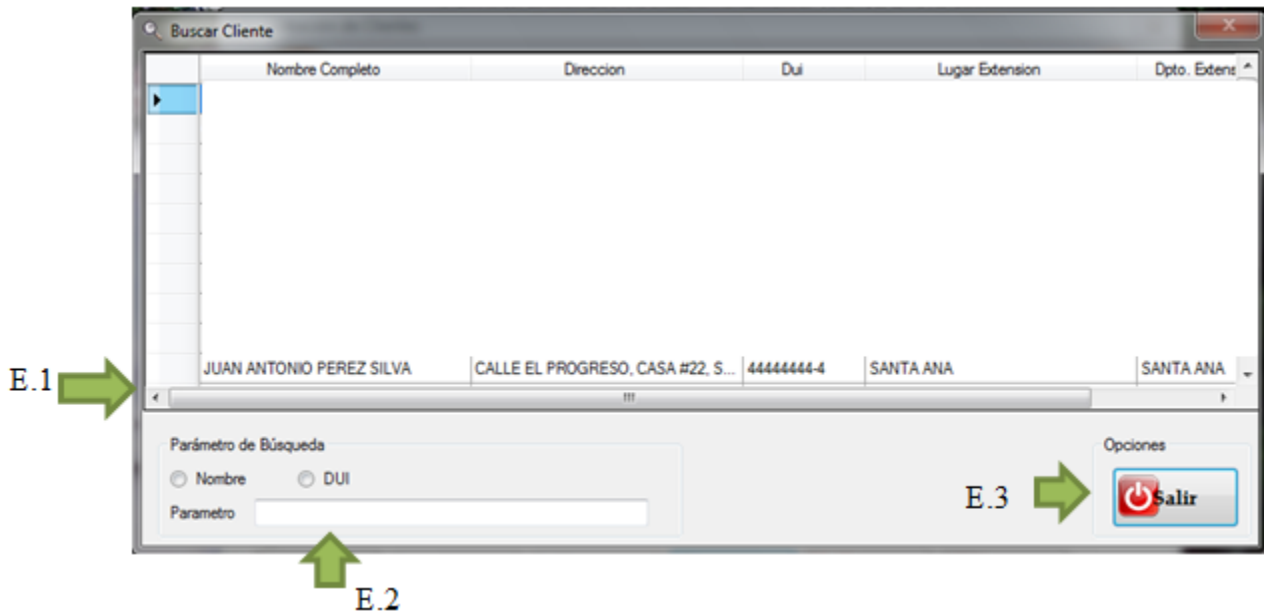 Buscar Cliente
Nombre Completo Direccion Dui Lugar Extension Dpto. Extens
JUAN ANTONIO PEREZ SILVA CALLE EL PROGRESO, CASA #22, S... 44444444-4 SANTA ANA SANTA ANA
E.1
Parámetro de Búsqueda Opciones
Nombre DUI
E.3 Salir
Parametro
E.2